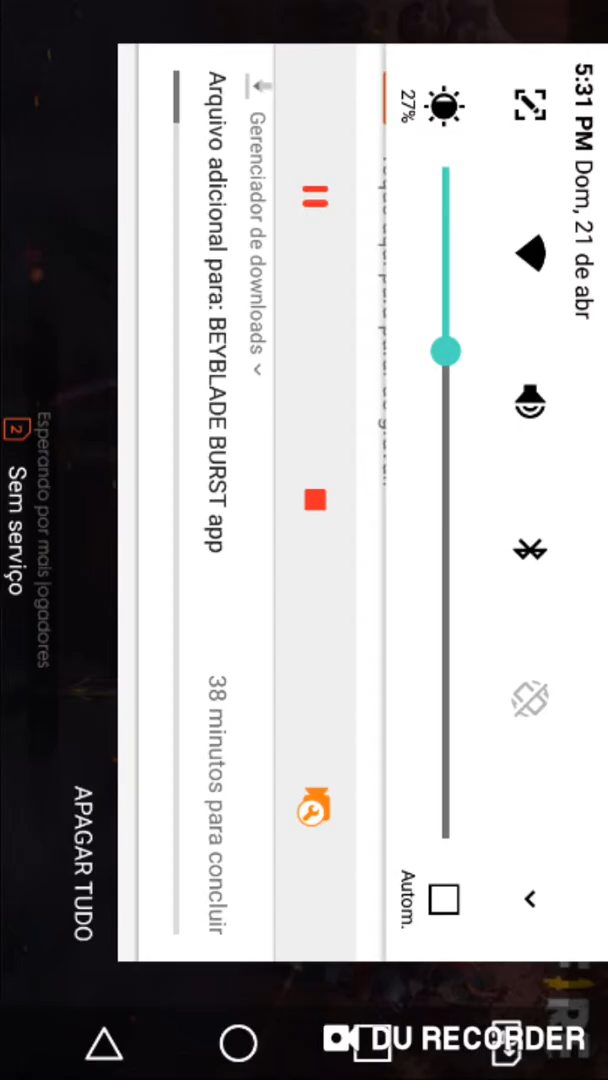 5:31 PM Dom, 21 de abr
27%
Autom.
Gerenciador de downloads
Arquivo adicional para: BEYBLADE BURST app
38 minutos para concluir
APAGAR TUDO
Esperando por mais jogadores
2
Sem serviço
DU RECORDER